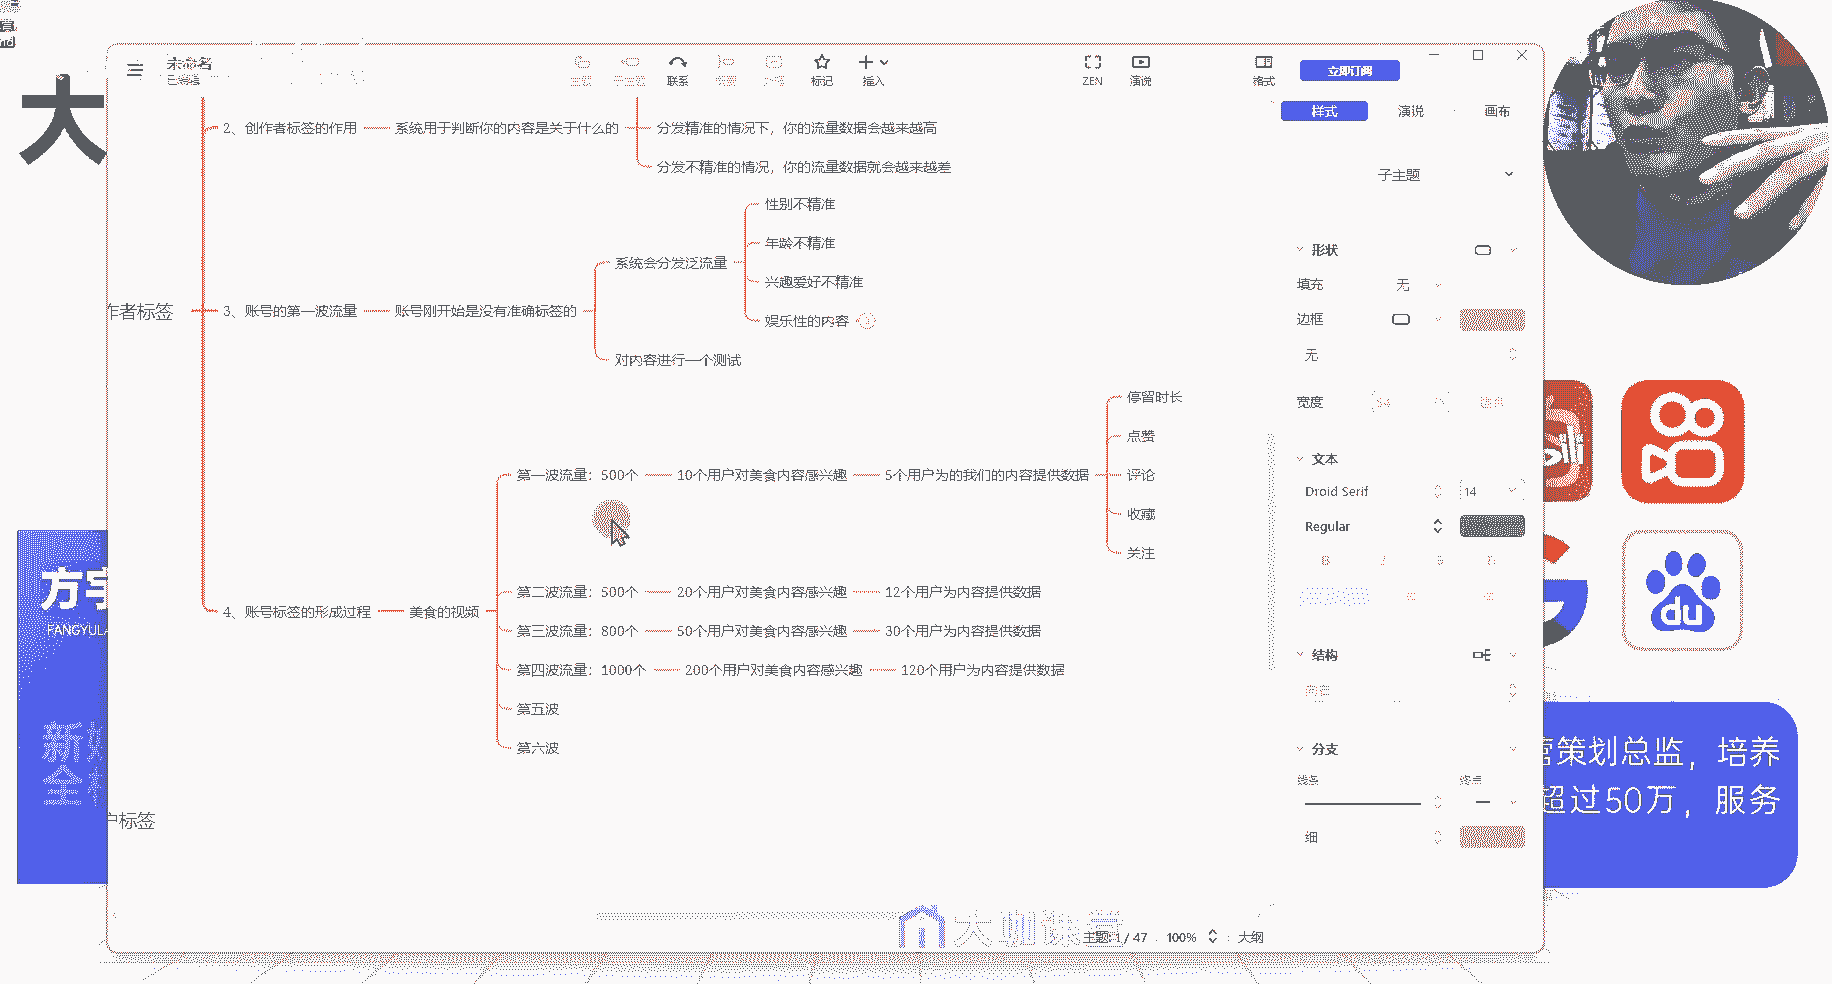 大
未命名
联系
标记
插入
ZEN
演说
格式
立即订阅
样式
演说
画布
2、创作者标签的作用
系统用于判断你的内容是关于什么的
分发精准的情况下，你的流量数据会越来越高
分发不精准的情况，你的流量数据就会越来越差
子主题
性别不精准
年龄不精准
系统会分发泛流量
兴趣爱好不精准
娱乐性的内容
作者标签
3、账号的第一波流量
账号刚开始是没有准确标签的
对内容进行一个测试
形状
填充
无
边框
无
宽度
停留时长
点赞
第一波流量：500个
10个用户对美食内容感兴趣
5个用户为的我们的内容提供数据
评论
收藏
关注
文本
Droid Serif
14
Regular
第二波流量：500个
20个用户对美食内容感兴趣
12个用户为内容提供数据
4、账号标签的形成过程
美食的视频
第三波流量：800个
50个用户对美食内容感兴趣
30个用户为内容提供数据
第四波流量：1000个
200个用户对美食内容感兴趣
120个用户为内容提供数据
第五波
第六波
结构
分支
线条
终点
细
户标签
方宇
FANGYULA
新媒
全
du
营策划总监，培养
超过50万，服务
大咖课堂
主题: 1 / 47
100%
大纲